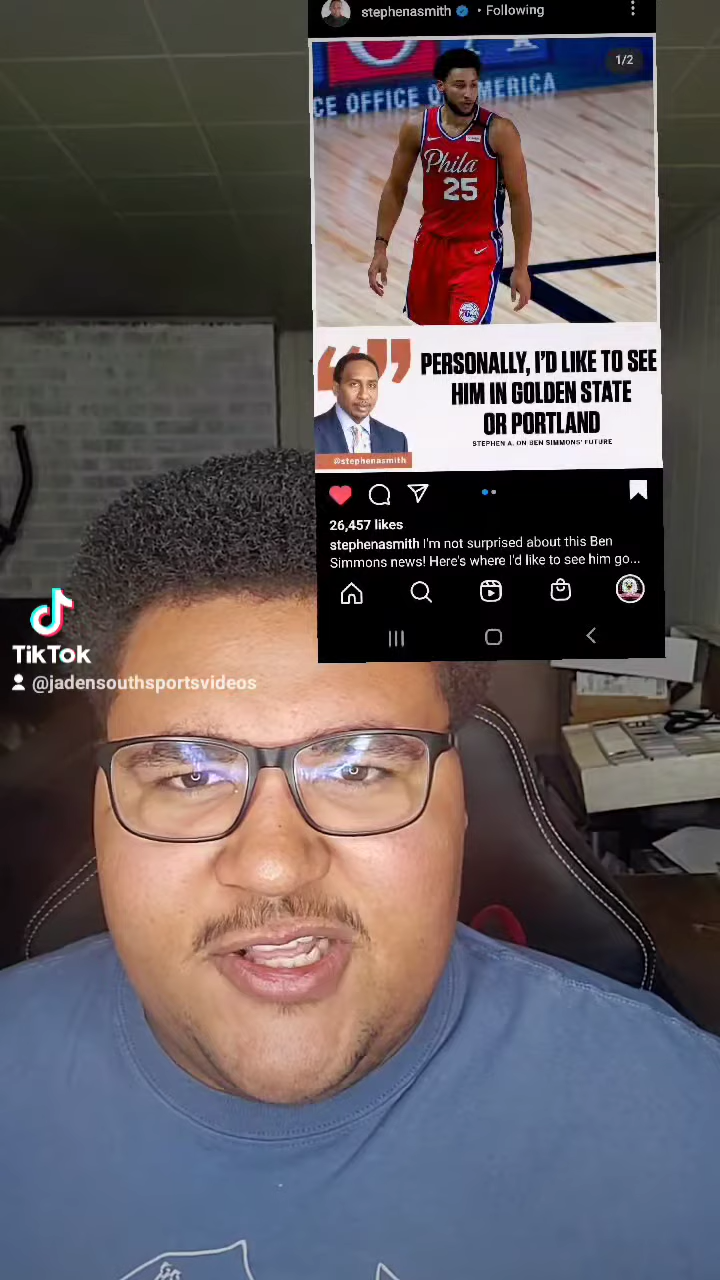 stephenasmith • Following
1/2
CE OFFICE O MERICA
Phila
25
PERSONALLY, I'D LIKE TO SEE
HIM IN GOLDEN STATE
OR PORTLAND
STEPHEN A. ON BEN SIMMONS' FUTURE
@stephenasmith
26,457 likes
stephenasmith I'm not surprised about this Ben
Simmons news! Here's where I'd like to see him go...
TikTok
@jadensouthsportsvideos